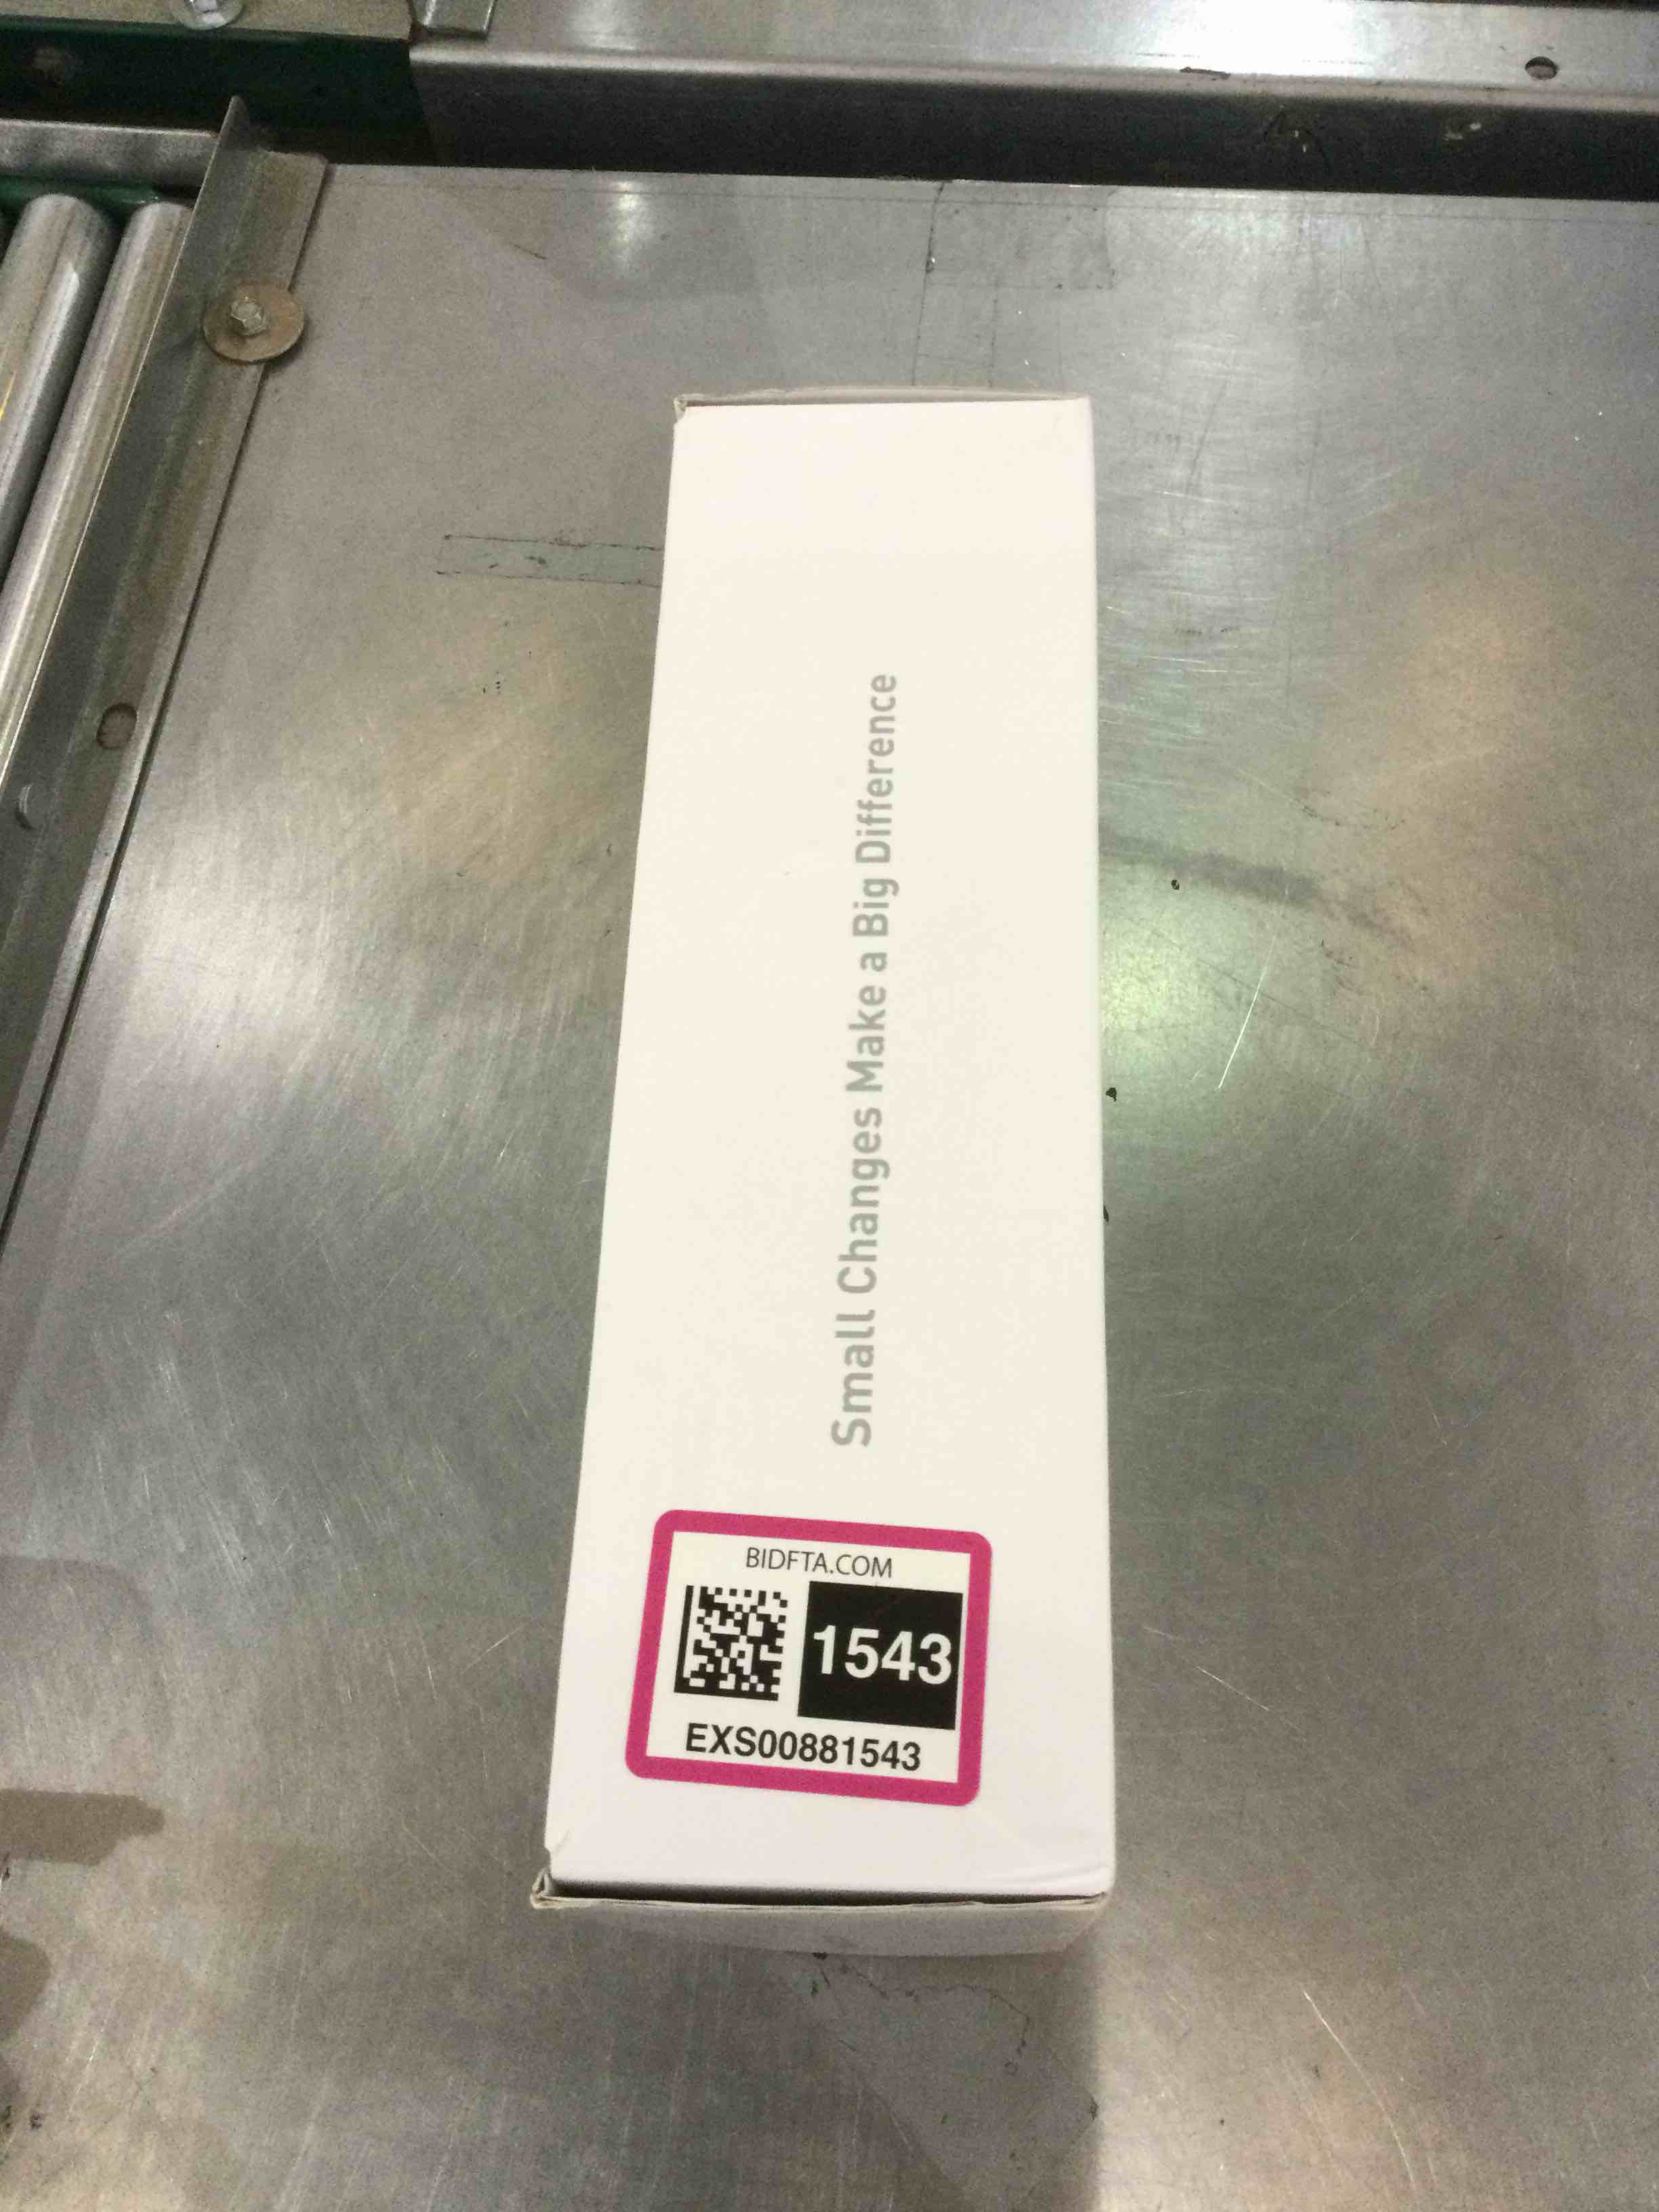 Small Changes Make a Big Difference
BIDFTA.COM
1543
EXS00881543